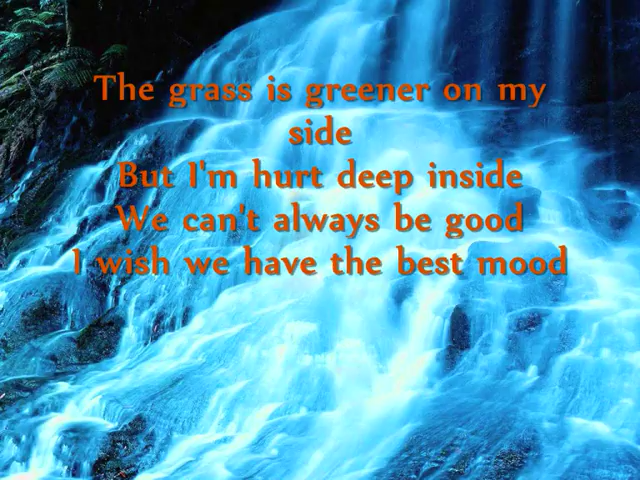 The grass is greener on my
side
But I'm hurt deep inside
We can't always be good
I wish we have the best mood